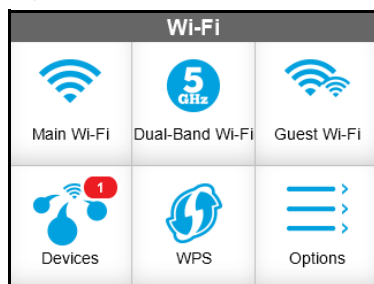 Wi-Fi
5
GHz
Main Wi-Fi
Dual-Band Wi-Fi
Guest Wi-Fi
1
Devices
WPS
Options